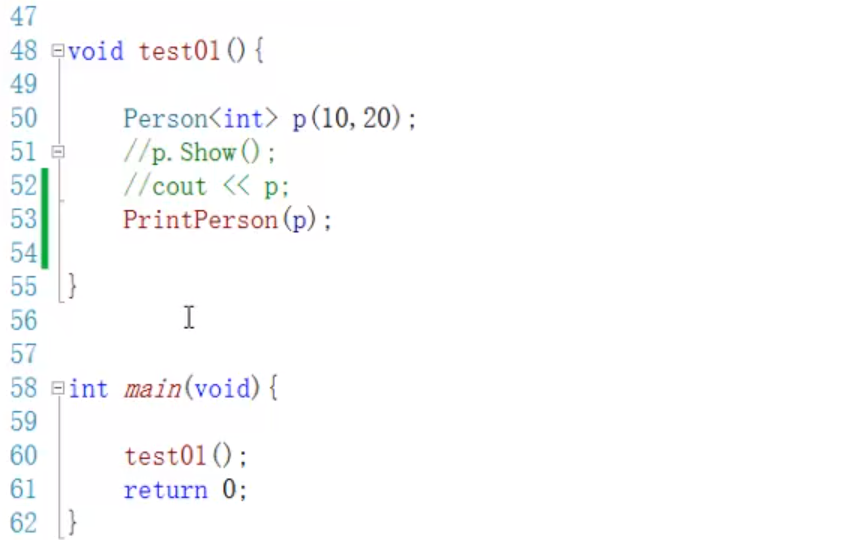 47
48 void test01(){
49
50 Person<int> p(10,20);
51 //p.Show();
52 //cout << p;
53 PrintPerson(p);
54
55 }
56
57
58 int main(void){
59
60 test01();
61 return 0;
62 }